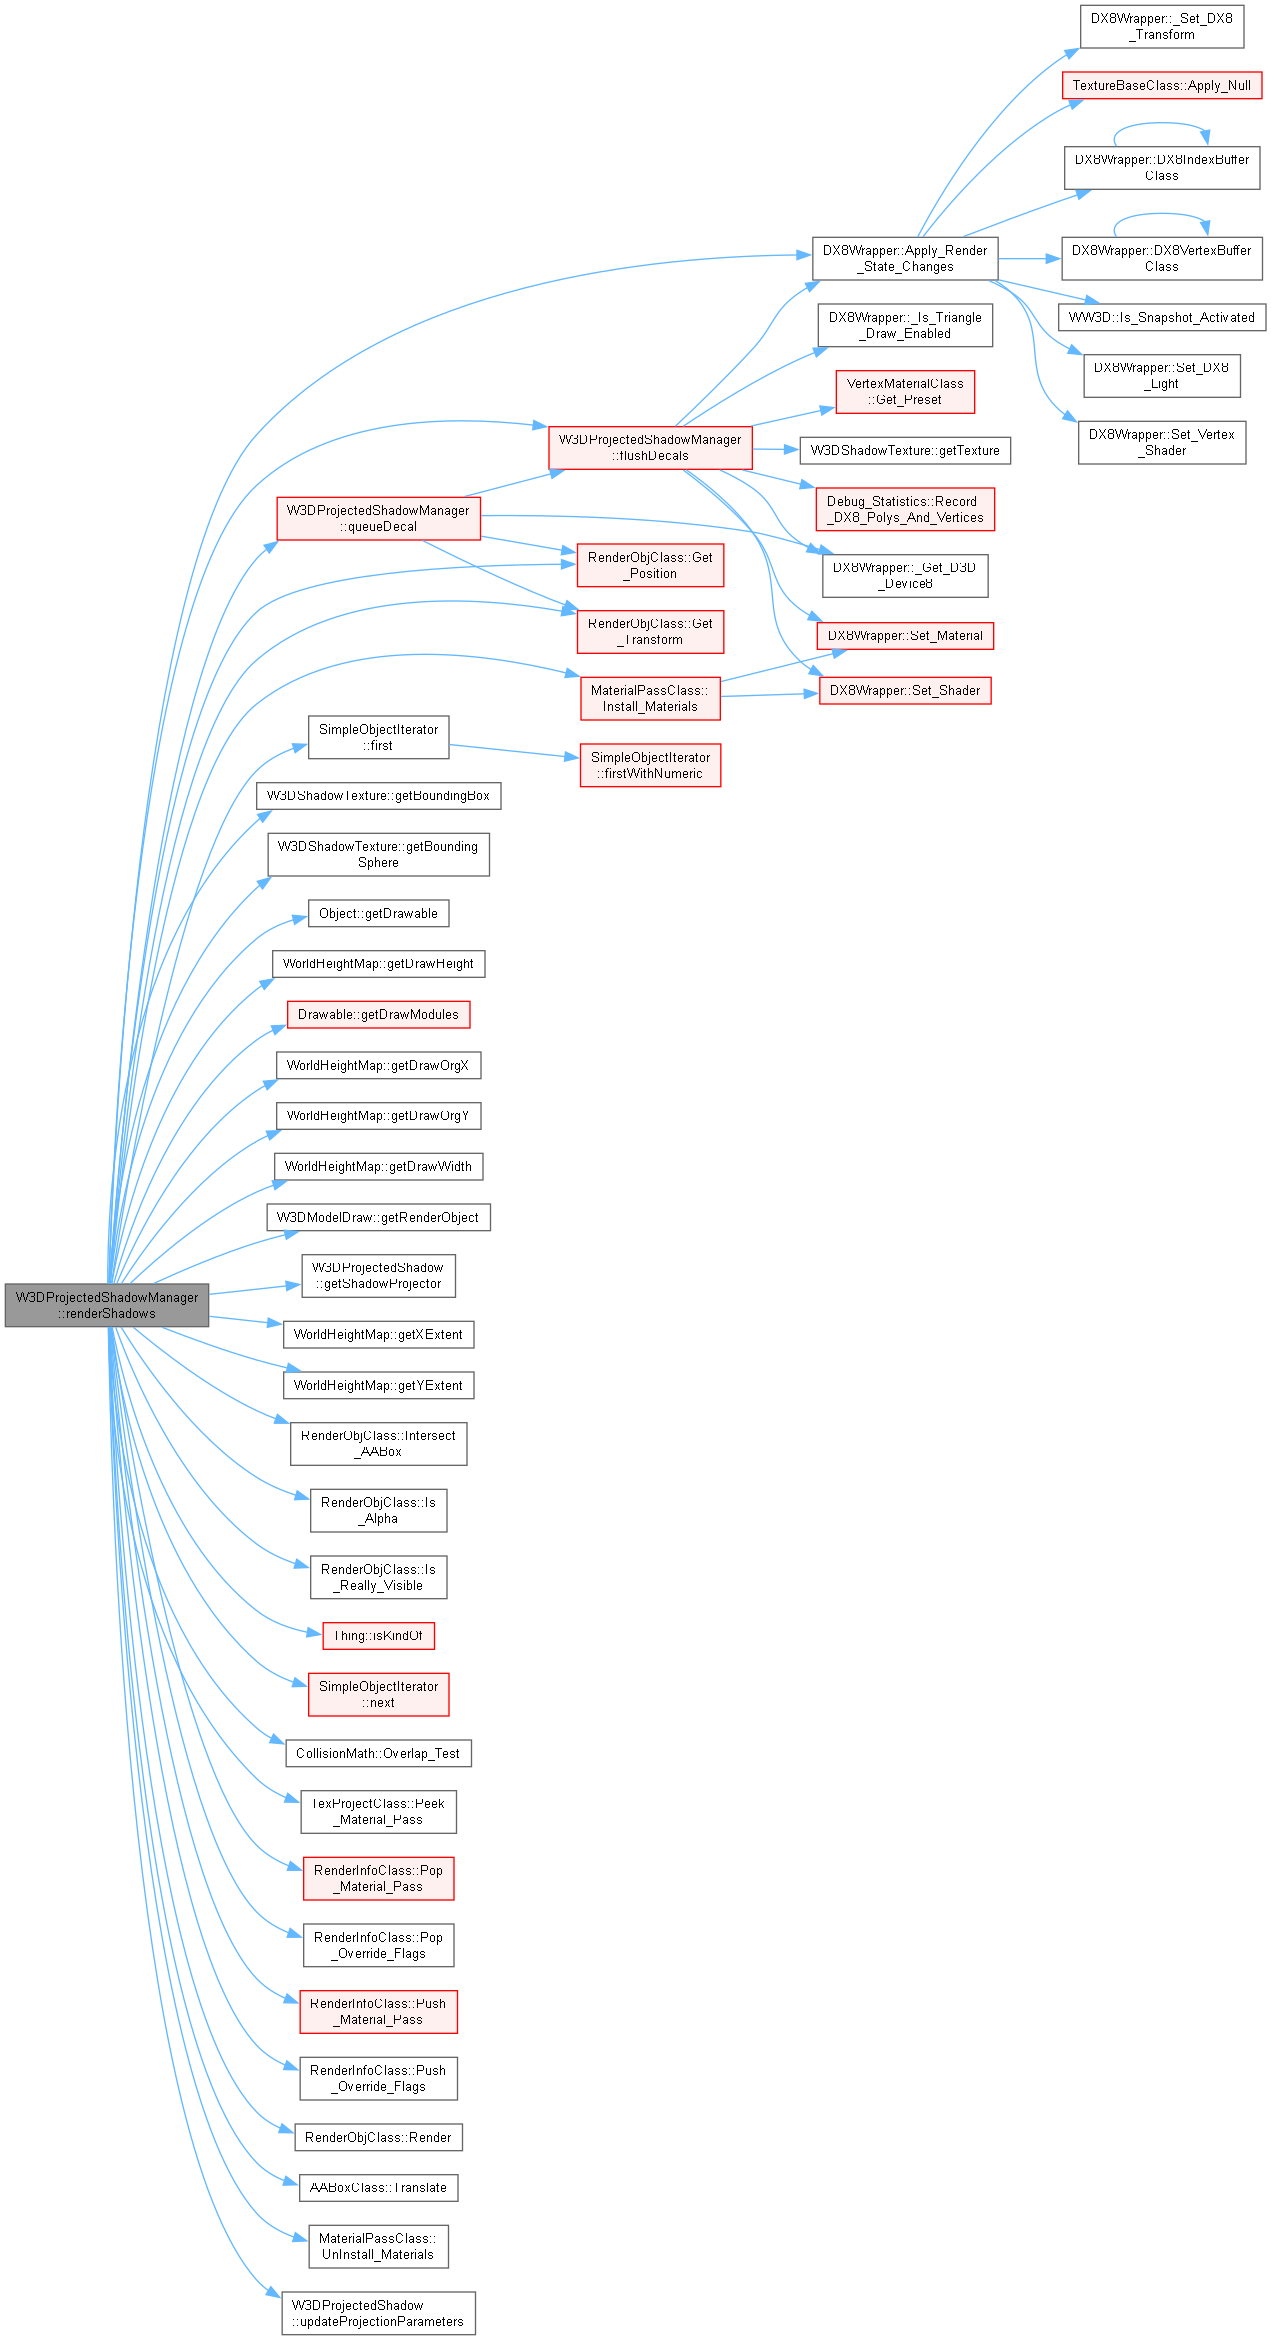 DX8Wrapper::_Set_DX8
_Transform
TextureBaseClass::Apply_Null
DX8Wrapper::DX8IndexBuffer
Class
DX8Wrapper::Apply_Render
_State_Changes
DX8Wrapper::DX8VertexBuffer
Class
WW3D::Is_Snapshot_Activated
DX8Wrapper::_Is_Triangle
_Draw_Enabled
DX8Wrapper::Set_DX8
_Light
VertexMaterialClass
::Get_Preset
DX8Wrapper::Set_Vertex
_Shader
W3DProjectedShadowManager
::flushDecals
W3DShadowTexture::getTexture
Debug_Statistics::Record
_DX8_Polys_And_Vertices
W3DProjectedShadowManager
::queueDecal
RenderObjClass::Get
_Position
DX8Wrapper::_Get_D3D
_Device8
RenderObjClass::Get
_Transform
DX8Wrapper::Set_Material
MaterialPassClass::
Install_Materials
DX8Wrapper::Set_Shader
SimpleObjectIterator
::first
SimpleObjectIterator
::firstWithNumeric
W3DShadowTexture::getBoundingBox
W3DShadowTexture::getBounding
Sphere
Object::getDrawable
WorldHeightMap::getDrawHeight
Drawable::getDrawModules
WorldHeightMap::getDrawOrgX
WorldHeightMap::getDrawOrgY
WorldHeightMap::getDrawWidth
W3DModelDraw::getRenderObject
W3DProjectedShadowManager
::renderShadows
W3DProjectedShadow
::getShadowProjector
WorldHeightMap::getXExtent
WorldHeightMap::getYExtent
RenderObjClass::Intersect
_AABox
RenderObjClass::Is
_Alpha
RenderObjClass::Is
_Really_Visible
Thing::isKindOf
SimpleObjectIterator
::next
CollisionMath::Overlap_Test
TexProjectClass::Peek
_Material_Pass
RenderInfoClass::Pop
_Material_Pass
RenderInfoClass::Pop
_Override_Flags
RenderInfoClass::Push
_Material_Pass
RenderInfoClass::Push
_Override_Flags
RenderObjClass::Render
AABoxClass::Translate
MaterialPassClass::
UnInstall_Materials
W3DProjectedShadow
::updateProjectionParameters